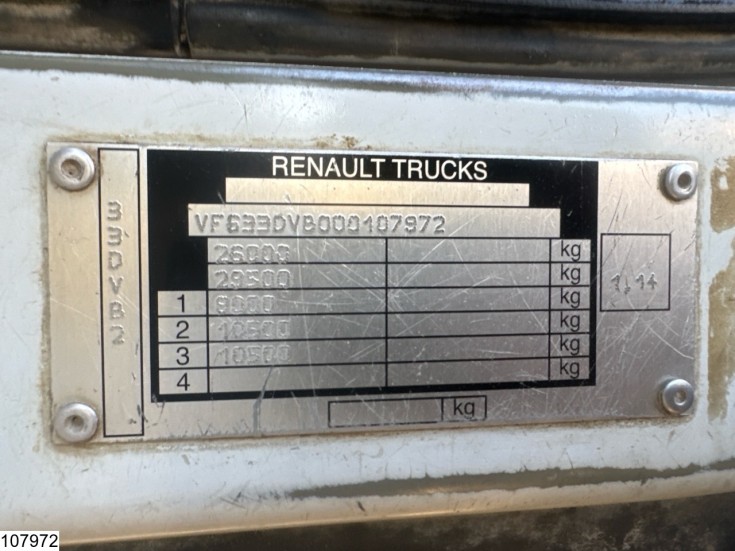 RENAULT TRUCKS
33DVB2
VF633DVB000107972
26000 kg
29500 kg
1 8000 kg
2 10500 kg
3 10500 kg
4 kg
1,14
kg
107972